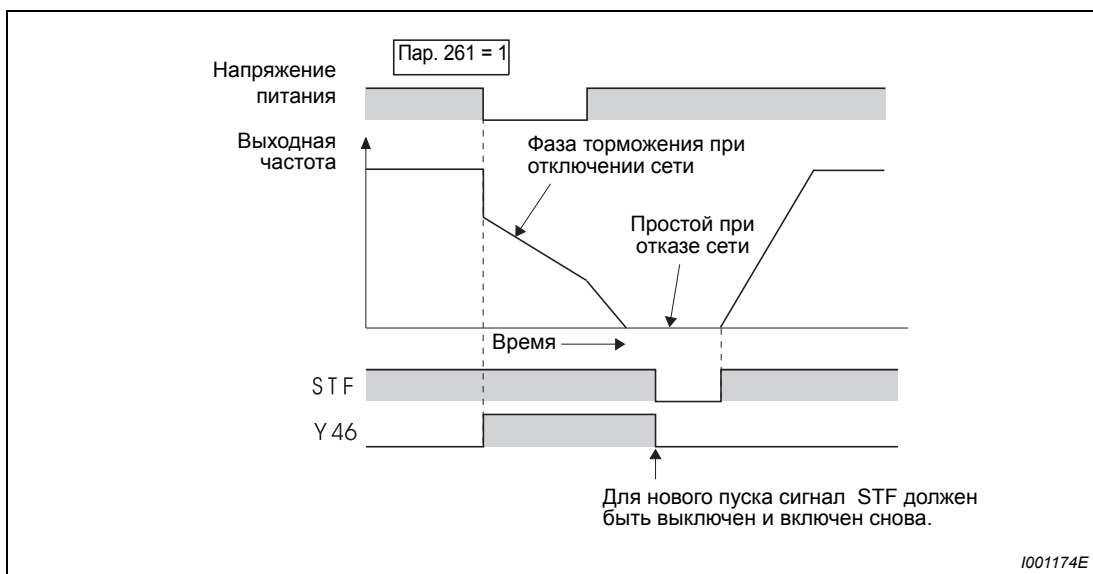 Пар. 261 = 1
Напряжение
питания
Выходная
частота
Фаза торможения при
отключении сети
Простой при
отказе сети
Время
STF
Y46
Для нового пуска сигнал STF должен
быть выключен и включен снова.
I001174E